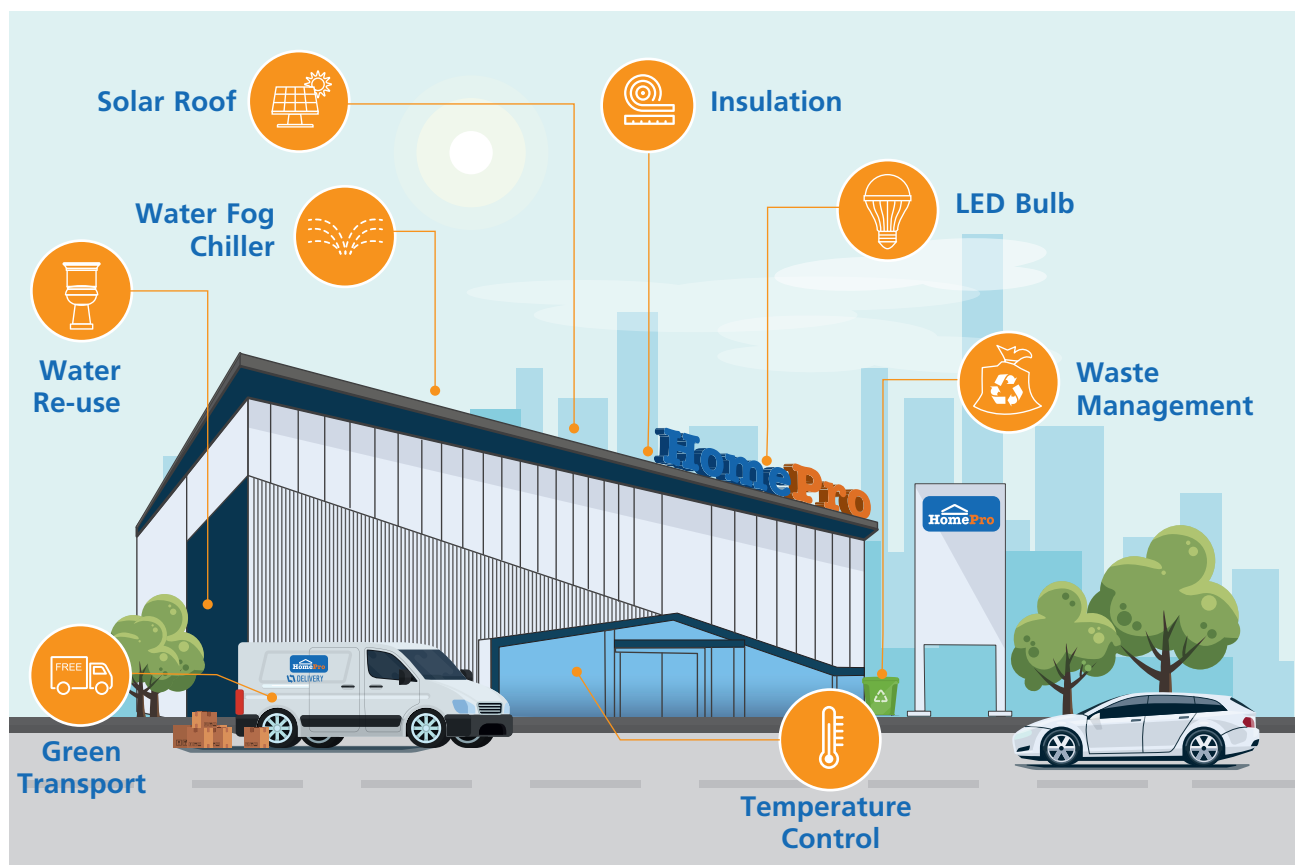 Solar Roof
Insulation
Water Fog
Chiller
LED Bulb
Water
Re-use
Waste
Management
HomePro
HomePro
HomePro
DELIVERY
FREE
Green
Transport
Temperature
Control